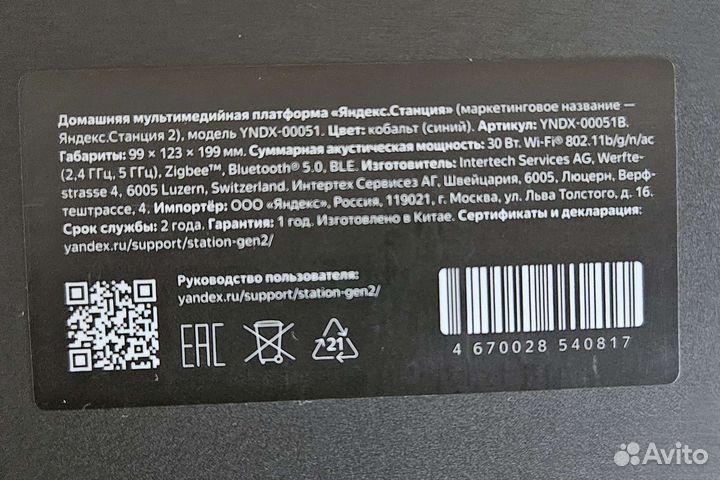 Домашняя мультимедийная платформа «Яндекс.Станция» (маркетинговое название —
Яндекс.Станция 2), модель YNDX-00051. Цвет: кобальт (синий). Артикул: YNDX-00051B.
Габариты: 99 × 123 × 199 мм. Суммарная акустическая мощность: 30 Вт. Wi-Fi® 802.11b/g/n/ac
(2,4 ГГц, 5 ГГц), Zigbee™, Bluetooth® 5.0, BLE. Изготовитель: Intertech Services AG, Werfte-
strasse 4, 6005 Luzern, Switzerland. Интертех Сервисез АГ, Швейцария, 6005, Люцерн, Верф-
тештрассе, 4. Импортёр: ООО «Яндекс», Россия, 119021, г. Москва, ул. Льва Толстого, д. 16.
Срок службы: 2 года. Гарантия: 1 год. Изготовлено в Китае. Сертификаты и декларация:
yandex.ru/support/station-gen2/
Руководство пользователя:
yandex.ru/support/station-gen2/
EAC
21
4 670028 540817
Avito